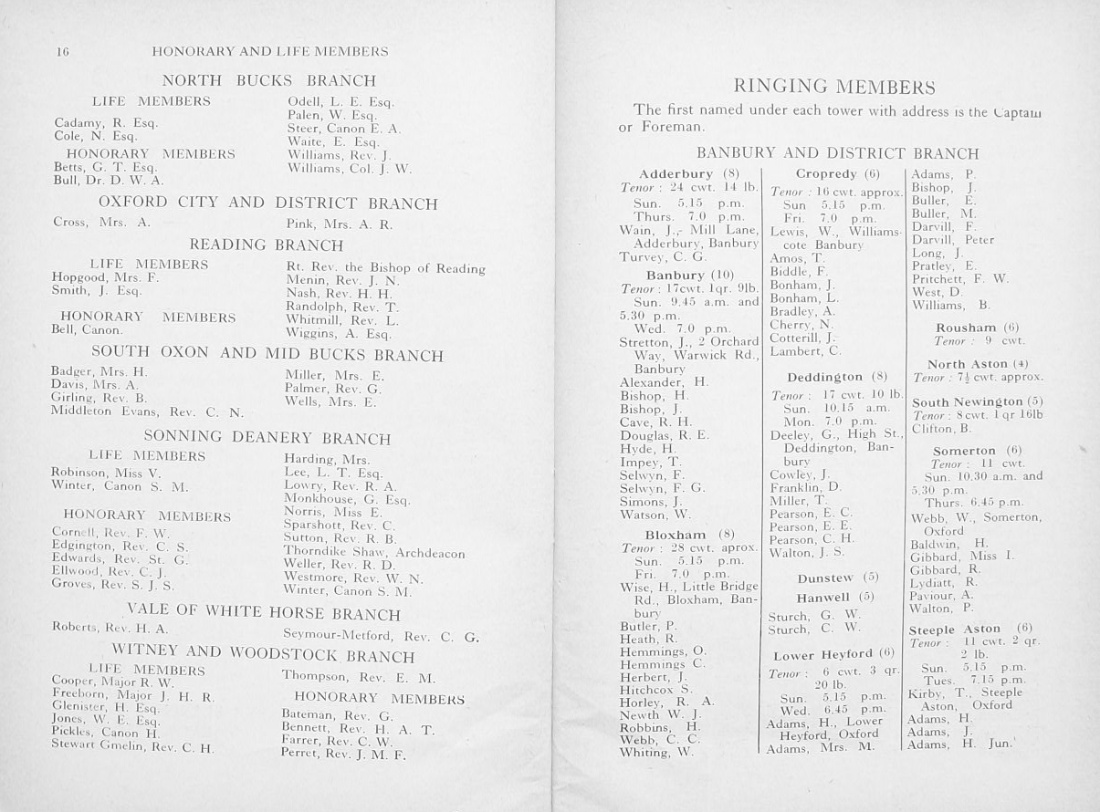 16 HONORARY AND LIFE MEMBERS
NORTH BUCKS BRANCH
LIFE MEMBERS
Cadamy, R. Esq.
Cole, N. Esq.
HONORARY MEMBERS
Betts, G. T. Esq.
Bull, Dr. D. W. A.
Odell, L. E. Esq.
Palen, W. Esq.
Steer, Canon E. A.
Waite, E. Esq.
Williams, Rev. J.
Williams, Col. J. W.
OXFORD CITY AND DISTRICT BRANCH
Cross, Mrs. A.
Pink, Mrs. A. R.
READING BRANCH
LIFE MEMBERS
Hopgood, Mrs. F.
Smith, J. Esq.
HONORARY MEMBERS
Bell, Canon.
Rt. Rev. the Bishop of Reading
Menin, Rev. J. N.
Nash, Rev. H. H.
Randolph, Rev. T.
Whitmill, Rev. L.
Wiggins, A. Esq.
SOUTH OXON AND MID BUCKS BRANCH
Badger, Mrs. H.
Davis, Mrs. A.
Girling, Rev. B.
Middleton Evans, Rev. C. N.
Miller, Mrs. E.
Palmer, Rev. G.
Wells, Mrs. E.
SONNING DEANERY BRANCH
LIFE MEMBERS
Robinson, Miss V.
Winter, Canon S. M.
HONORARY MEMBERS
Cornell, Rev. F. W.
Edgington, Rev. C. S.
Edwards, Rev. St. G.
Ellwood, Rev. C. J.
Groves, Rev. S. J. S.
Harding, Mrs.
Lee, L. T. Esq.
Lowry, Rev. R. A.
Monkhouse, G. Esq.
Norris, Miss E.
Sparshott, Rev. C.
Sutton, Rev. R. B.
Thorndike Shaw, Archdeacon
Weller, Rev. R. D.
Westmore, Rev. W. N.
Winter, Canon S. M.
VALE OF WHITE HORSE BRANCH
Roberts, Rev. H. A.
Seymour-Metford, Rev. C. G.
WITNEY AND WOODSTOCK BRANCH
LIFE MEMBERS
Cooper, Major R. W.
Freeborn, Major J. H. R.
Glenister, H. Esq.
Jones, W. E. Esq.
Pickles, Canon H.
Stewart Gmelin, Rev. C. H.
Thompson, Rev. E. M.
HONORARY MEMBERS
Bateman, Rev. G.
Bennett, Rev. H. A. T.
Farrer, Rev. C. W.
Perret, Rev. J. M. F.
RINGING MEMBERS
The first named under each tower with address is the Captain
or Foreman.
BANBURY AND DISTRICT BRANCH
Adderbury (8)
Tenor : 24 cwt. 14 lb.
Sun. 5.15 p.m.
Thurs. 7.0 p.m.
Wain, J., Mill Lane,
Adderbury, Banbury
Turvey, C. G.
Banbury (10)
Tenor : 17cwt. 1qr. 9lb.
Sun. 9.45 a.m. and
5.30 p.m.
Wed. 7.0 p.m.
Stretton, J., 2 Orchard
Way, Warwick Rd.,
Banbury
Alexander, H.
Bishop, H.
Bishop, J.
Cave, R. H.
Douglas, R. E.
Hyde, H.
Impey, T.
Selwyn, F.
Selwyn, F. G.
Simons, J.
Watson, W.
Bloxham (8)
Tenor : 28 cwt. aprox.
Sun. 5.15 p.m.
Fri. 7.0 p.m.
Wise, H., Little Bridge
Rd., Bloxham, Ban-
bury
Butler, P.
Heath, R.
Hemmings, O.
Hemmings C.
Herbert, J.
Hitchcox S.
Horley, R. A.
Newth W. J.
Robbins, H.
Webb, C. C.
Whiting, W.
Cropredy (6)
Tenor : 16 cwt. approx.
Sun 5.15 p.m.
Fri. 7.0 p.m.
Lewis, W., Williams-
cote Banbury
Amos, T.
Biddle, F.
Bonham, J.
Bonham, L.
Bradley, A.
Cherry, N.
Cotterill, J.
Lambert, C.
Deddington (8)
Tenor : 17 cwt. 10 lb.
Sun. 10.15 a.m.
Mon. 7.0 p.m.
Deeley, G., High St.,
Deddington, Ban-
bury
Cowley, J.
Franklin, D.
Miller, T.
Pearson, E. C.
Pearson, E. E.
Pearson, C. H.
Walton, J. S.
Dunstew (5)
Hanwell (5)
Sturch, G. W.
Sturch, C. W.
Lower Heyford (6)
Tenor : 6 cwt. 3 qr.
20 lb.
Sun. 5.15 p.m.
Wed. 6.45 p.m.
Adams, H., Lower
Heyford, Oxford
Adams, Mrs. M.
Adams, P.
Bishop, J.
Buller, E.
Buller, M.
Darvill, F.
Darvill, Peter
Long, J.
Pratley, E.
Pritchett, F. W.
West, D.
Williams, B.
Rousham (6)
Tenor : 9 cwt.
North Aston (4)
Tenor : 7½ cwt. approx.
South Newington (5)
Tenor : 8cwt. 1 qr 16lb
Clifton, B.
Somerton (6)
Tenor : 11 cwt.
Sun. 10.30 a.m. and
5.30 p.m.
Thurs. 6.45 p.m.
Webb, W., Somerton,
Oxford
Baldwin, H.
Gibbard, Miss I.
Gibbard, R.
Lydiatt, R.
Paviour, A.
Walton, P.
Steeple Aston (6)
Tenor : 11 cwt. 2 qr.
2 lb.
Sun. 5.15 p.m.
Tues. 7.15 p.m.
Kirby, T., Steeple
Aston, Oxford
Adams, H.
Adams, J.
Adams, H. Jun.